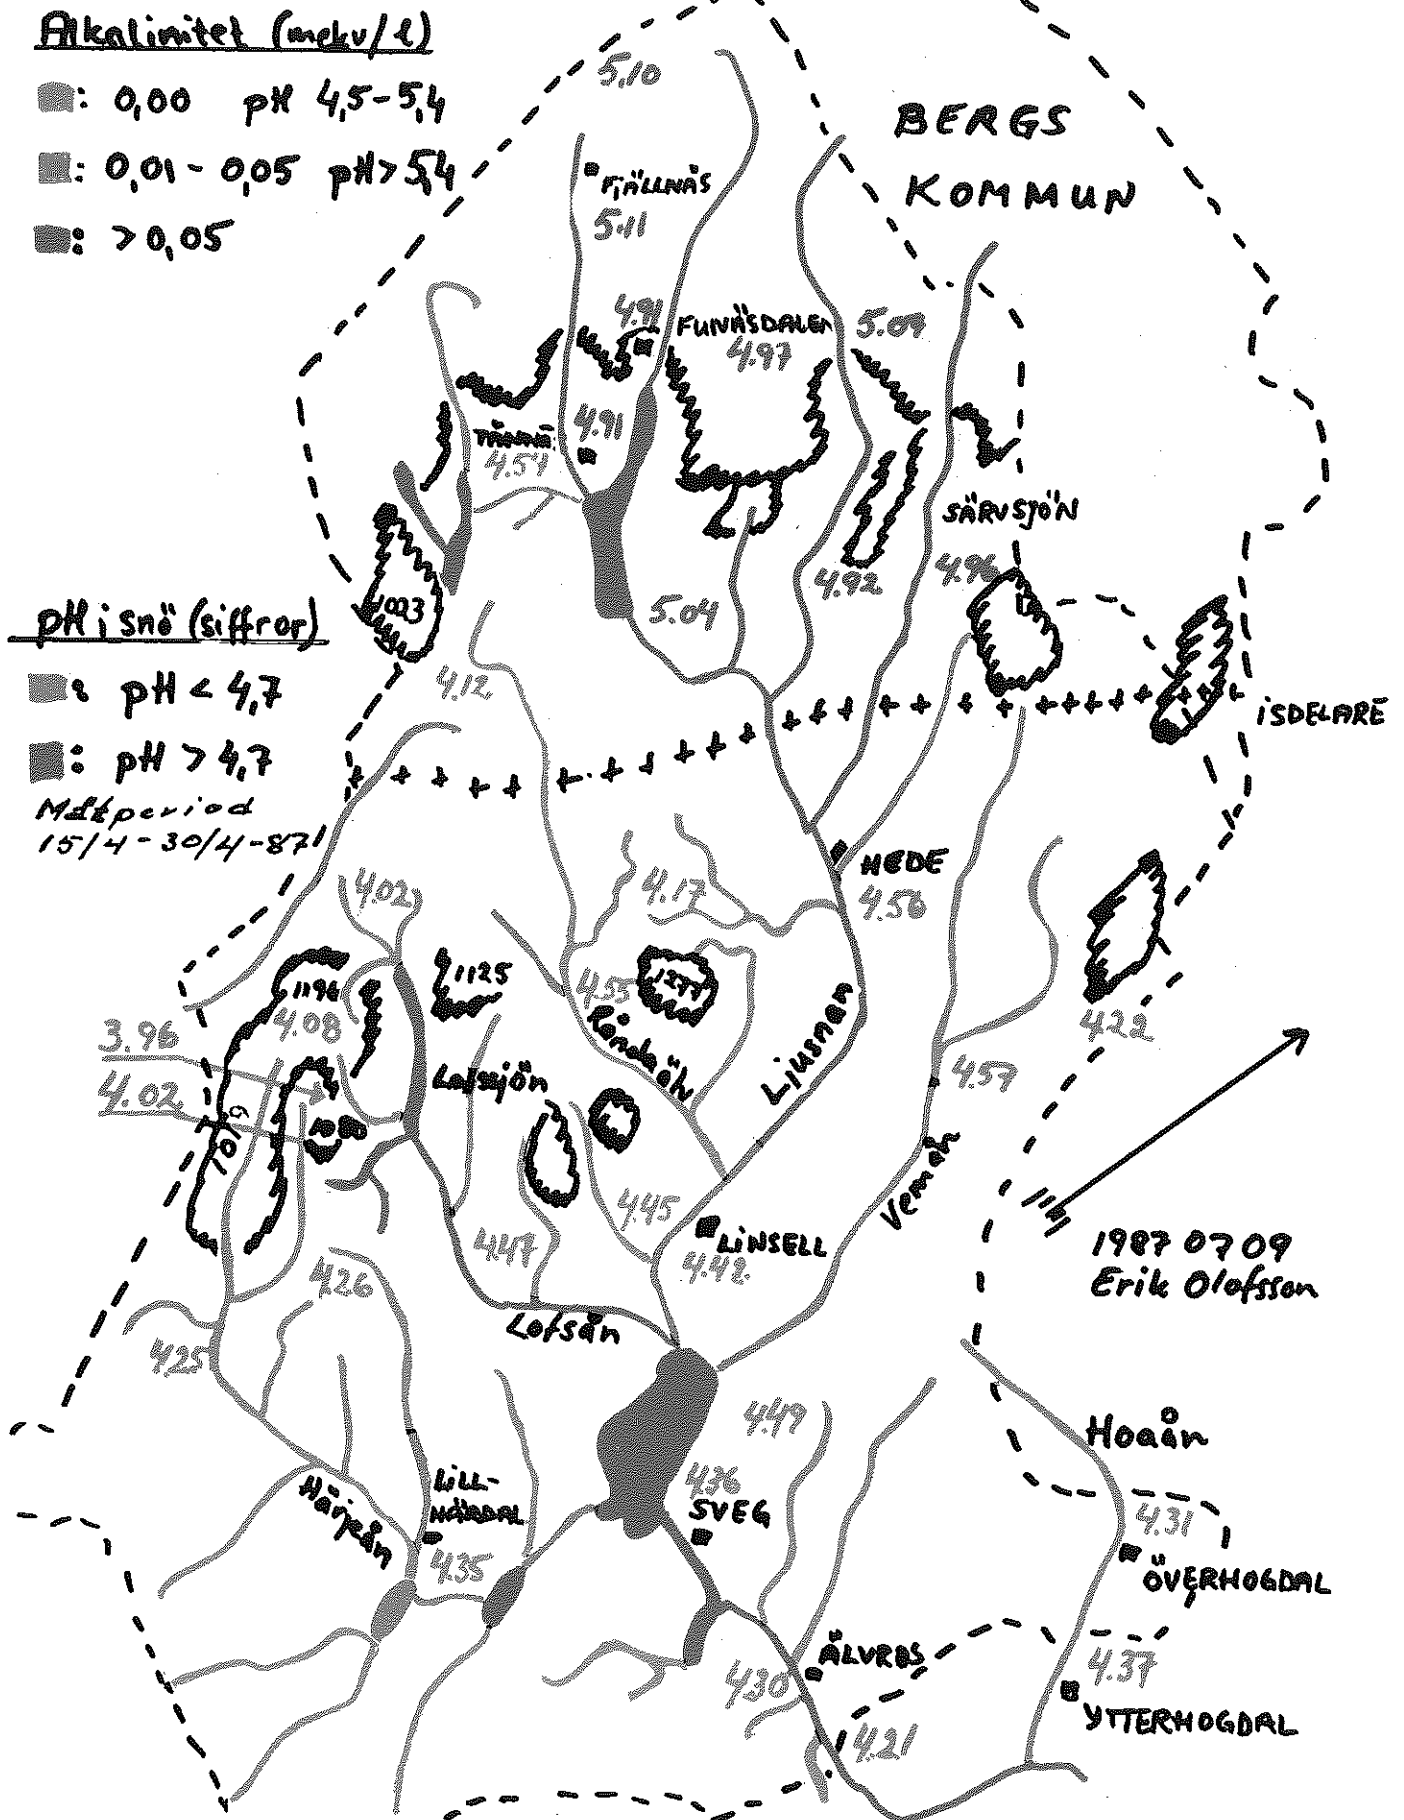 Alkalinitet (mekv/l)
: 0,00 pH 4,5-5,4
: 0,01-0,05 pH>5,4
: >0,05
5,10
BERGS
KOMMUN
FJÄLLNÄS
5.11
4.91
FUNÄSDALEN
4.97
5.09
4.91
TÄNNÄS
4.57
SÄRVSJÖN
4.92
4.96
1023
5.04
pH i snö (siffror)
: pH < 4,7
: pH > 4,7
Mätperiod
15/4-30/4-87
4.12
ISDELARE
HEDE
4.56
4.02
4.17
1125
1196
4.08
4.55
1277
Rändaån
Ljusnan
4.22
3.96
4.02
1079
Lofssjön
4.57
Vemån
4.45
4.47
LINSELL
4.42
1987 07 09
Erik Olofsson
4.26
Lofsån
4.25
4.49
Hoaån
Härjeån
LILL-
HÄRDAL
4.35
4.36
SVEG
4.31
ÖVERHOGDAL
ÄLVROS
4.30
4.37
YTTERHOGDAL
4.21